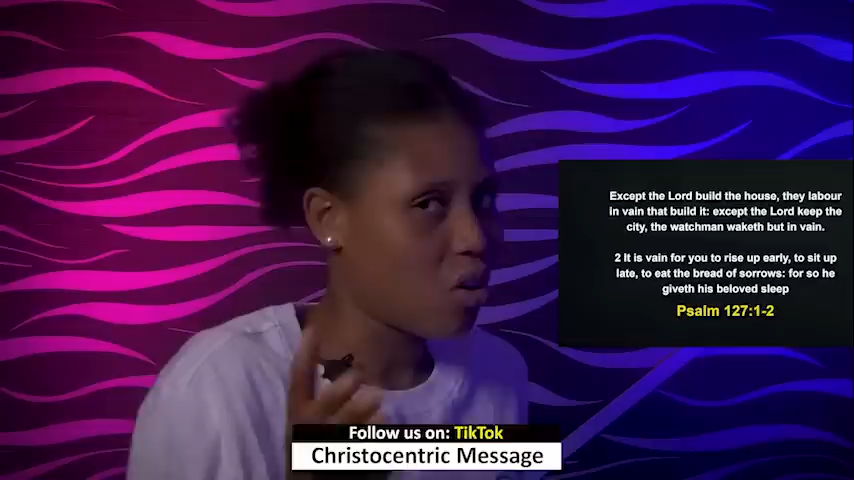 Except the Lord build the house, they labour
in vain that build it: except the Lord keep the
city, the watchman waketh but in vain.
2 It is vain for you to rise up early, to sit up
late, to eat the bread of sorrows: for so he
giveth his beloved sleep
Psalm 127:1-2
Follow us on: TikTok
Christocentric Message